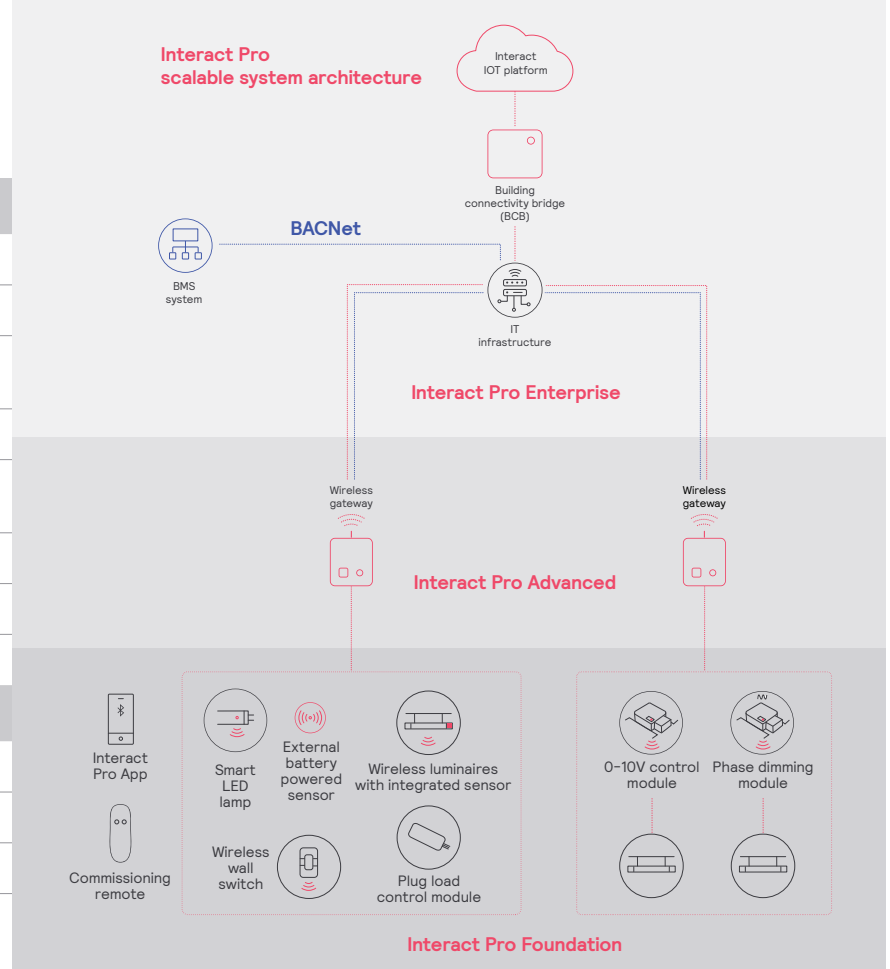 Interact Pro
scalable system architecture
Interact
IOT platform
Building
connectivity bridge
(BCB)
BACNet
BMS
system
IT
infrastructure
Interact Pro Enterprise
Wireless
gateway
Wireless
gateway
Interact Pro Advanced
Interact
Pro App
Smart
LED
lamp
External
battery
powered
sensor
Wireless luminaires
with integrated sensor
0-10V control
module
Phase dimming
module
Commissioning
remote
Wireless
wall
switch
Plug load
control module
Interact Pro Foundation